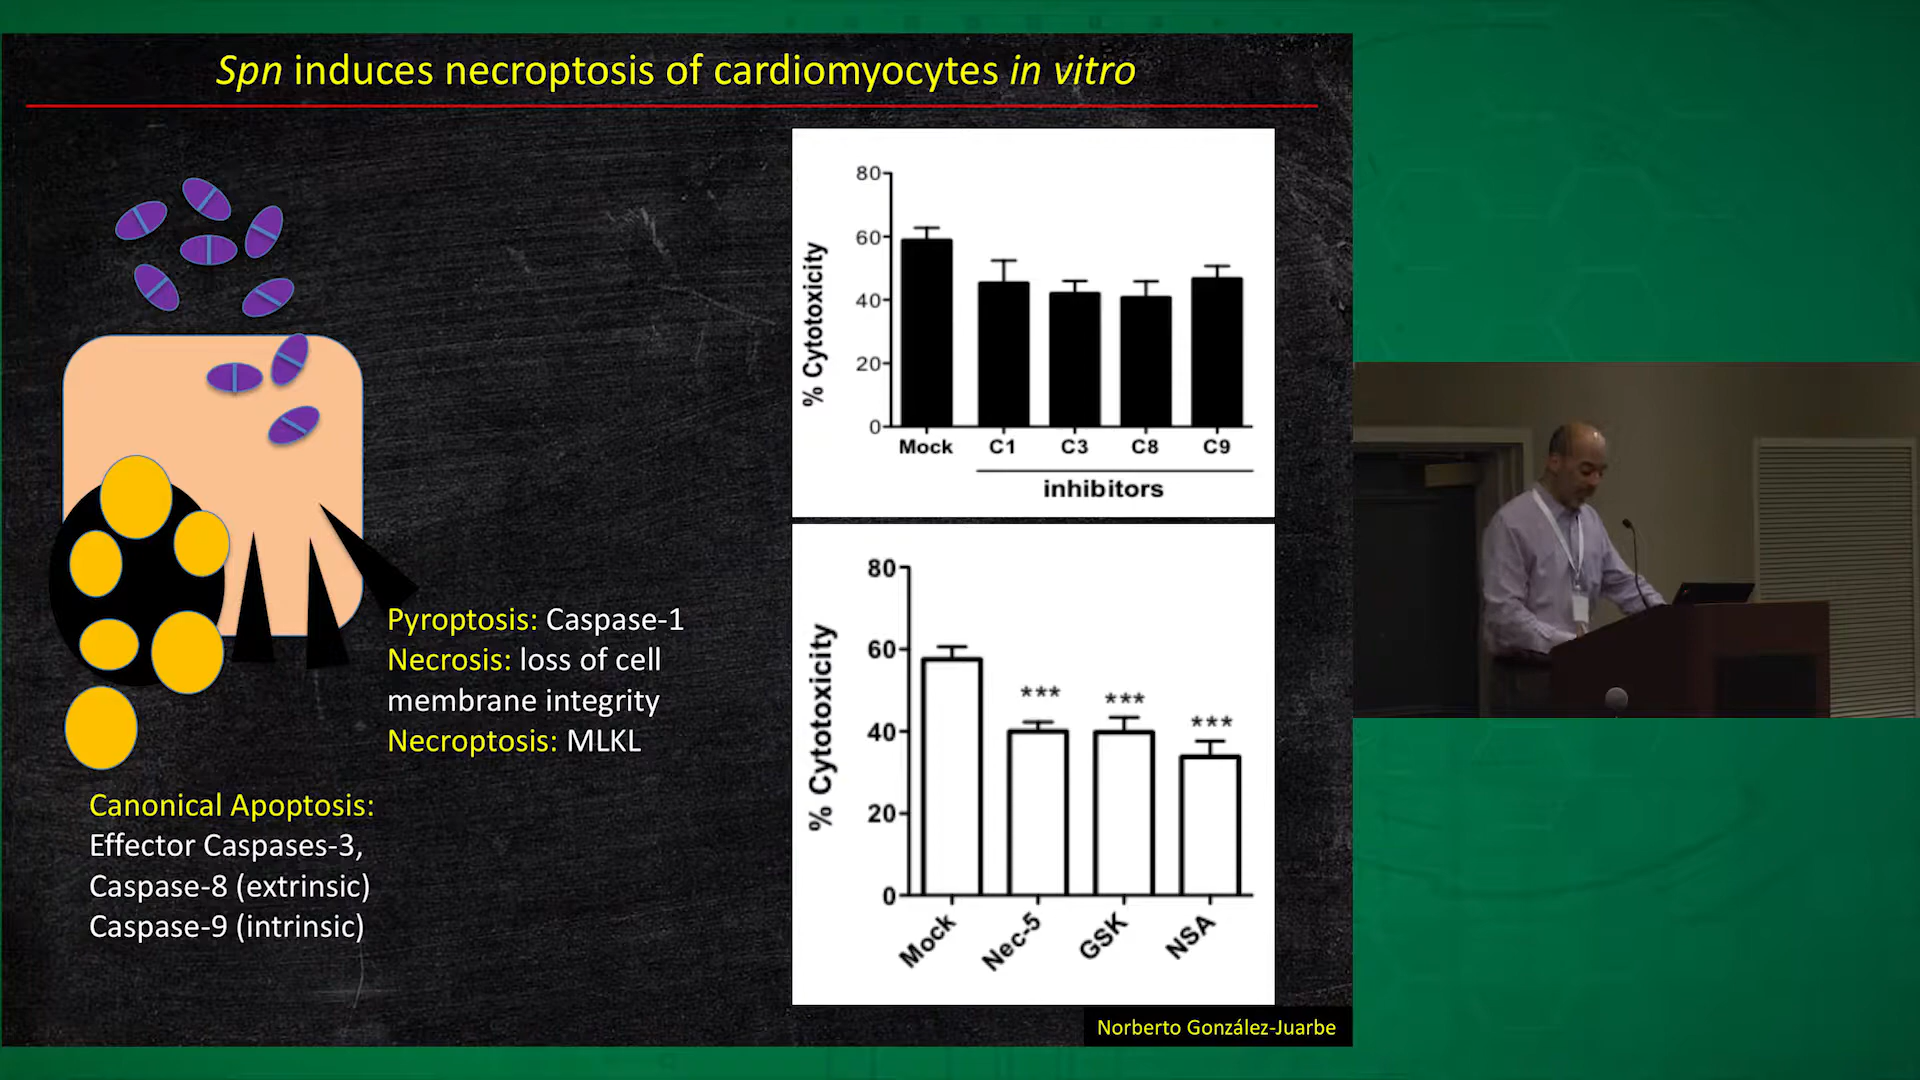 Spn induces necroptosis of cardiomyocytes in vitro
80
60
40
20
0
% Cytotoxicity
Mock C1 C3 C8 C9
inhibitors
80
60
40
20
0
% Cytotoxicity
*** *** ***
Mock Nec-5 GSK NSA
Pyroptosis: Caspase-1
Necrosis: loss of cell
membrane integrity
Necroptosis: MLKL
Canonical Apoptosis:
Effector Caspases-3,
Caspase-8 (extrinsic)
Caspase-9 (intrinsic)
Norberto González-Juarbe